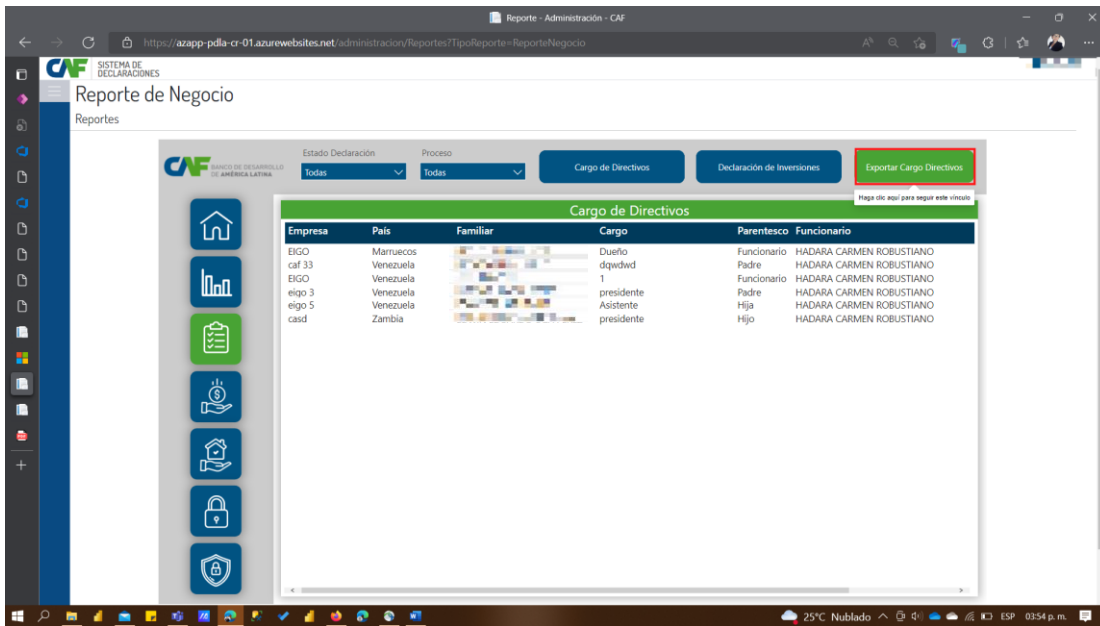 Reporte - Administración - CAF
https://azapp-pdla-cr-01.azurewebsites.net/administracion/Reportes?TipoReporte=ReporteNegocio
CAF SISTEMA DE
DECLARACIONES
Reporte de Negocio
Reportes
CAF BANCO DE DESARROLLO
DE AMÉRICA LATINA
Estado Declaración Proceso
Todas Todas Cargo de Directivos Declaración de Inversiones Exportar Cargo Directivos
Haga clic aquí para seguir este vínculo
Cargo de Directivos
Empresa País Familiar Cargo Parentesco Funcionario
EIGO Marruecos Dueño Funcionario HADARA CARMEN ROBUSTIANO
caf 33 Venezuela dqwdwd Padre HADARA CARMEN ROBUSTIANO
EIGO Venezuela 1 Funcionario HADARA CARMEN ROBUSTIANO
eigo 3 Venezuela presidente Padre HADARA CARMEN ROBUSTIANO
eigo 5 Venezuela Asistente Hija HADARA CARMEN ROBUSTIANO
casd Zambia presidente Hijo HADARA CARMEN ROBUSTIANO
25°C Nublado ESP 03:54 p. m.